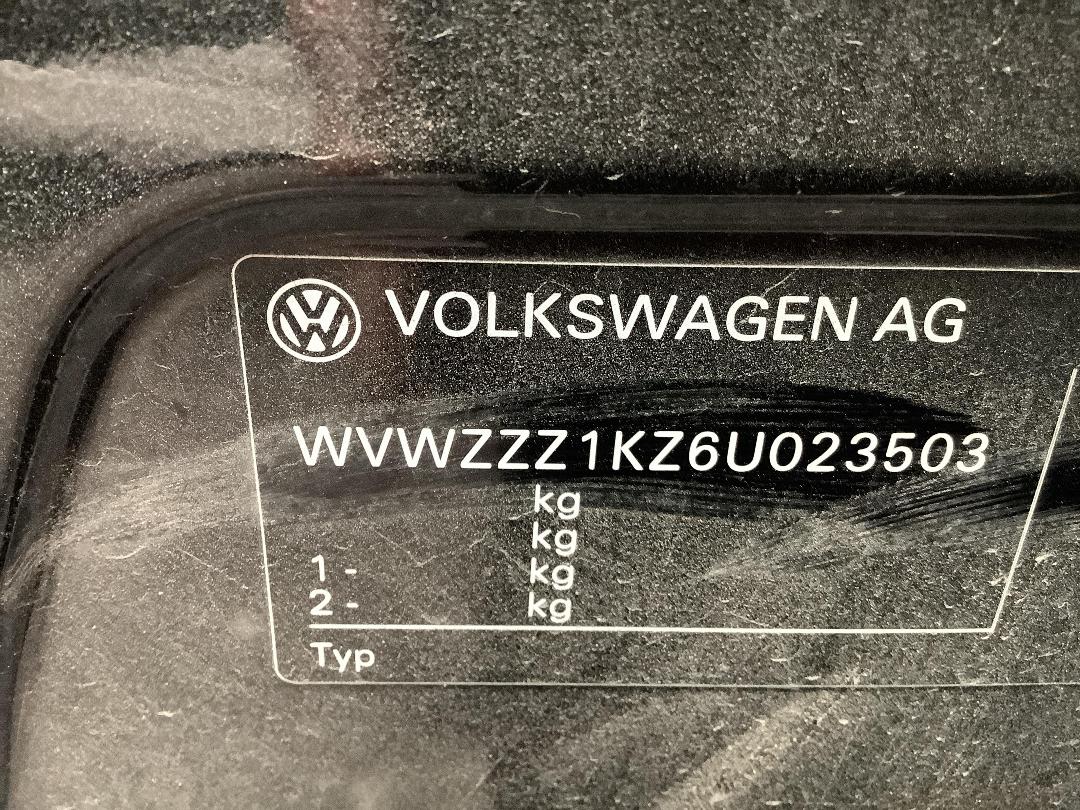 VOLKSWAGEN AG
WVWZZZ1KZ6U023503
kg
kg
1 - kg
2 - kg
Typ